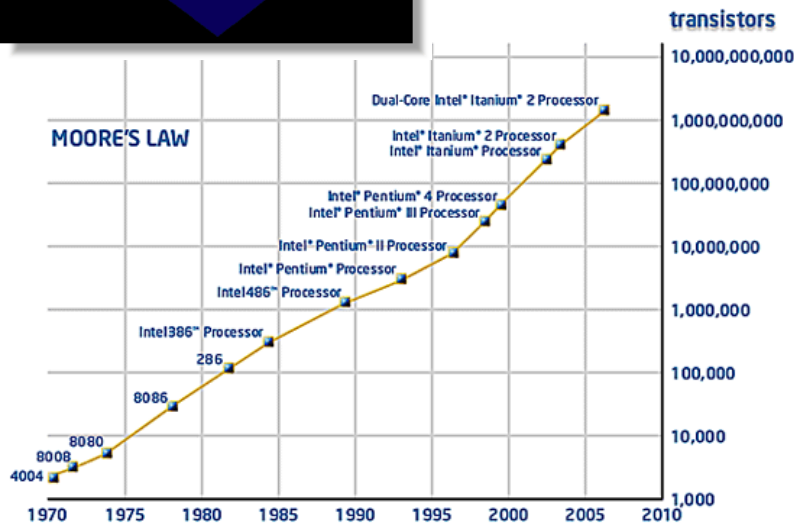 transistors
10,000,000,000
Dual-Core Intel® Itanium® 2 Processor
1,000,000,000
MOORE'S LAW
Intel® Itanium® 2 Processor
Intel® Itanium® Processor
100,000,000
Intel® Pentium® 4 Processor
Intel® Pentium® III Processor
Intel® Pentium® II Processor
10,000,000
Intel® Pentium® Processor
Intel486™ Processor
1,000,000
Intel386™ Processor
286
100,000
8086
8080
10,000
8008
4004
1,000
1970 1975 1980 1985 1990 1995 2000 2005 2010